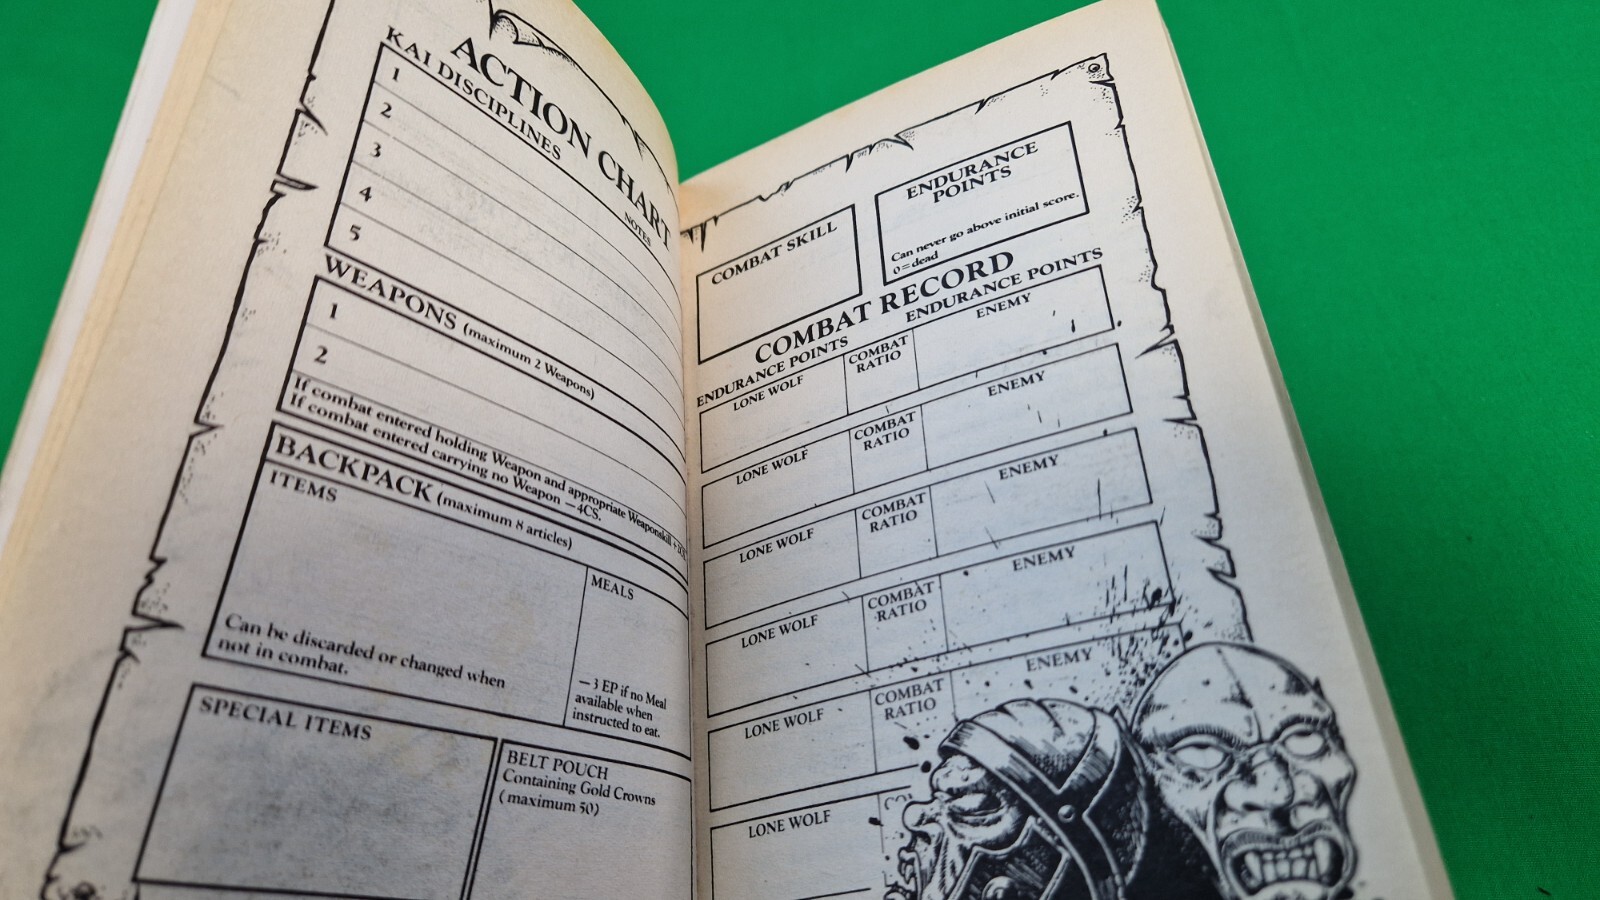 ACTION CHART
KAI DISCIPLINES
NOTES
1
2
3
4
5
WEAPONS (maximum 2 Weapons)
1
2
If combat entered holding Weapon and appropriate Weaponskill
If combat entered carrying no Weapon —4CS.
BACKPACK (maximum 8 articles)
ITEMS
MEALS
Can be discarded or changed when
not in combat.
—3 EP if no Meal
available when
instructed to eat.
SPECIAL ITEMS
BELT POUCH
Containing Gold Crowns
(maximum 50)
COMBAT SKILL
ENDURANCE
POINTS
Can never go above initial score.
0=dead
COMBAT RECORD
ENDURANCE POINTS
ENDURANCE POINTS
LONE WOLF
COMBAT
RATIO
ENEMY
LONE WOLF
COMBAT
RATIO
ENEMY
LONE WOLF
COMBAT
RATIO
ENEMY
LONE WOLF
COMBAT
RATIO
ENEMY
LONE WOLF
COMBAT
RATIO
ENEMY
LONE WOLF